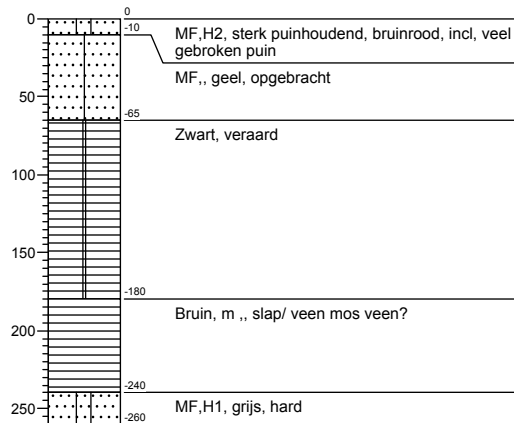 0
0
-10
MF,H2, sterk puinhoudend, bruinrood, incl, veel
gebroken puin
MF,, geel, opgebracht
50
-65
Zwart, veraard
100
150
-180
Bruin, m ,, slap/ veen mos veen?
200
-240
MF,H1, grijs, hard
250
-260